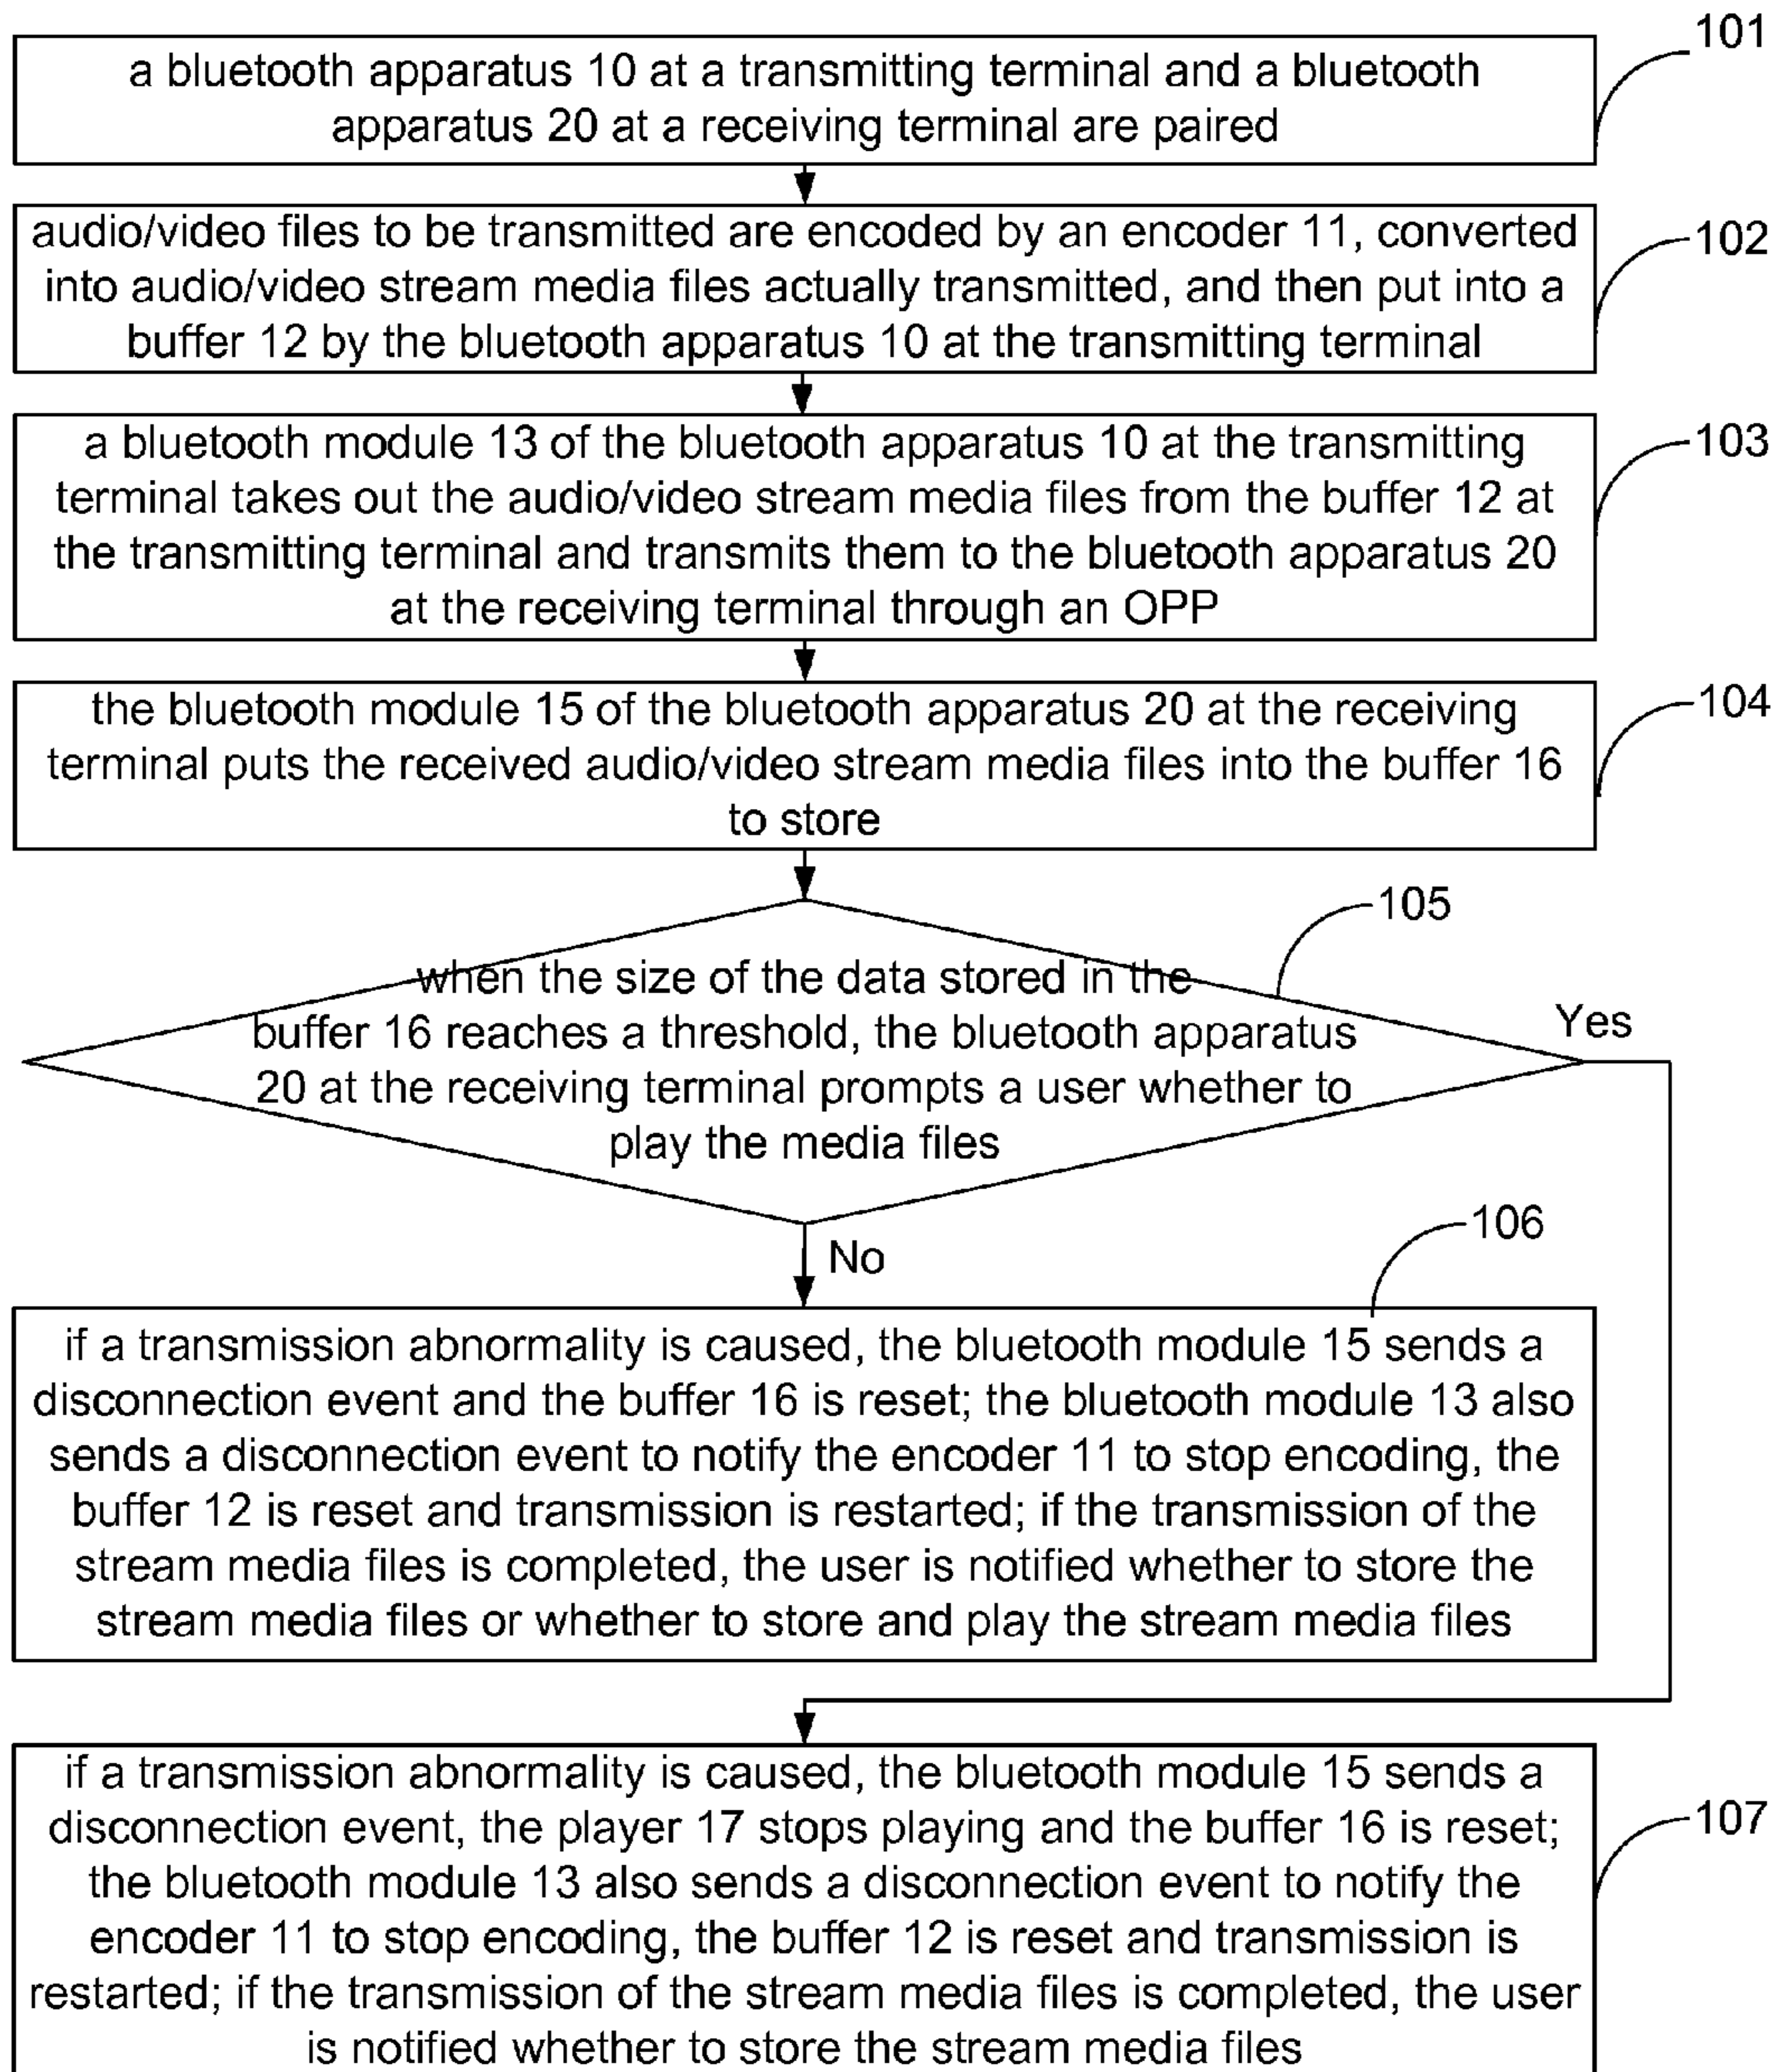 101
a bluetooth apparatus 10 at a transmitting terminal and a bluetooth
apparatus 20 at a receiving terminal are paired
102
audio/video files to be transmitted are encoded by an encoder 11, converted
into audio/video stream media files actually transmitted, and then put into a
buffer 12 by the bluetooth apparatus 10 at the transmitting terminal
103
a bluetooth module 13 of the bluetooth apparatus 10 at the transmitting
terminal takes out the audio/video stream media files from the buffer 12 at
the transmitting terminal and transmits them to the bluetooth apparatus 20
at the receiving terminal through an OPP
104
the bluetooth module 15 of the bluetooth apparatus 20 at the receiving
terminal puts the received audio/video stream media files into the buffer 16
to store
105
when the size of the data stored in the
buffer 16 reaches a threshold, the bluetooth apparatus
20 at the receiving terminal prompts a user whether to
play the media files
Yes
No
106
if a transmission abnormality is caused, the bluetooth module 15 sends a
disconnection event and the buffer 16 is reset; the bluetooth module 13 also
sends a disconnection event to notify the encoder 11 to stop encoding, the
buffer 12 is reset and transmission is restarted; if the transmission of the
stream media files is completed, the user is notified whether to store the
stream media files or whether to store and play the stream media files
107
if a transmission abnormality is caused, the bluetooth module 15 sends a
disconnection event, the player 17 stops playing and the buffer 16 is reset;
the bluetooth module 13 also sends a disconnection event to notify the
encoder 11 to stop encoding, the buffer 12 is reset and transmission is
restarted; if the transmission of the stream media files is completed, the user
is notified whether to store the stream media files